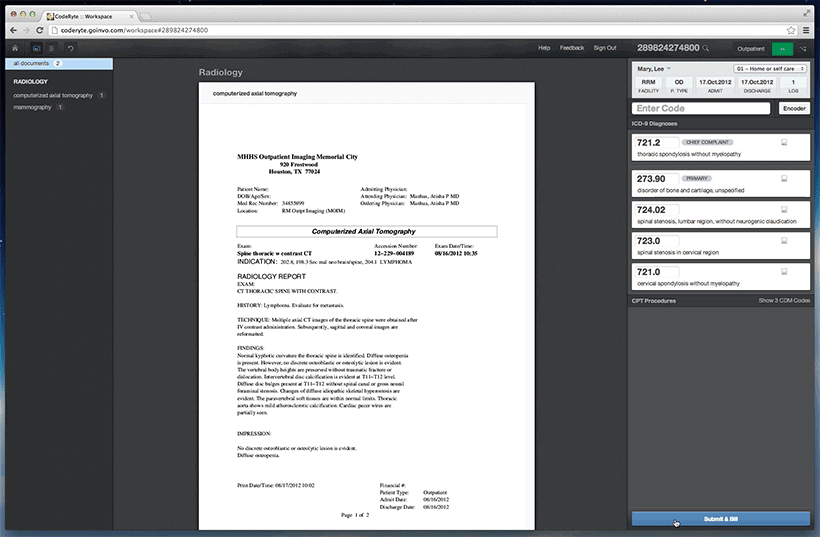 CodeRyte :: Workspace
coderyte.goinvo.com/workspace#289824274800
Help Feedback Sign Out 289824274800 Outpatient
all documents 2
RADIOLOGY
computerized axial tomography 1
mammography 1
Radiology
computerized axial tomography
MHHS Outpatient Imaging Memorial City
920 Frostwood
Houston, TX 77024
Patient Name: Admitting Physician:
DOB/Age/Sex: Attending Physician: Manhas, Atisha P MD
Med Rec Number: 34855899 Ordering Physician: Manhas, Atisha P MD
Location: RM Outpt Imaging (MOIM)
Computerized Axial Tomography
Exam: Accession Number: Exam Date/Time:
Spine thoracic w contrast CT 12-229-004189 08/16/2012 10:35
INDICATION: 202.8, 198.3 Sec mal neo brain/spine, 204.1 LYMPHOMA
RADIOLOGY REPORT
EXAM:
CT THORACIC SPINE WITH CONTRAST.
HISTORY: Lymphoma. Evaluate for metastasis.
TECHNIQUE: Multiple axial CT images of the thoracic spine were obtained after
IV contrast administration. Subsequently, sagittal and coronal images are
reformatted.
FINDINGS:
Normal kyphotic curvature the thoracic spine is identified. Diffuse osteopenia
is present. However, no discrete osteoblastic or osteolytic lesion is evident.
The vertebral body heights are preserved without traumatic fracture or
dislocation. Intervertebral disc calcification is evident at T11-T12 level.
Diffuse disc bulges present at T11-T12 without spinal canal or gross neural
foraminal stenosis. Changes of diffuse idiopathic skeletal hyperostosis are
evident. The paravertebral soft tissues are within normal limits. Thoracic
aorta shows mild atherosclerotic calcification. Cardiac pacer wires are
partially seen.
IMPRESSION:
No discrete osteoblastic or osteolytic lesion is evident.
Diffuse osteopenia.
Print Date/Time: 08/17/2012 10:02 Financial #:
Patient Type: Outpatient
Admit Date: 08/16/2012
Discharge Date: 08/16/2012
Page 1 of 2
Mary, Lee 01 - Home or self care
RRM OD 17.Oct.2012 17.Oct.2012 1
FACILITY P. TYPE ADMIT DISCHARGE LOS
Enter Code Encoder
ICD-9 Diagnoses
721.2 CHIEF COMPLAINT
thoracic spondylosis without myelopathy
273.90 PRIMARY
disorder of bone and cartilage, unspecified
724.02
spinal stenosis, lumbar region, without neurogenic claudication
723.0
spinal stenosis in cervical region
721.0
cervical spondylosis without myelopathy
CPT Procedures Show 3 CDM Codes
Submit & Bill